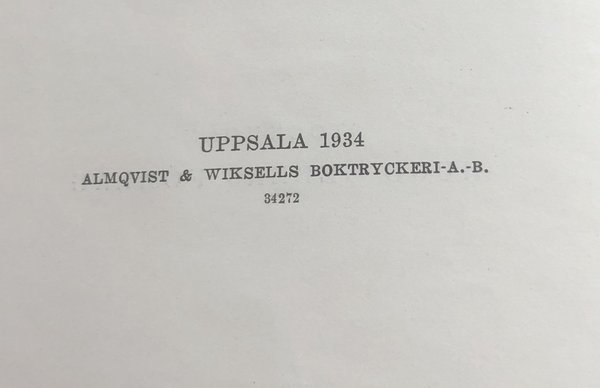 UPPSALA 1934
ALMQVIST & WIKSELLS BOKTRYCKERI-A.-B.
34272